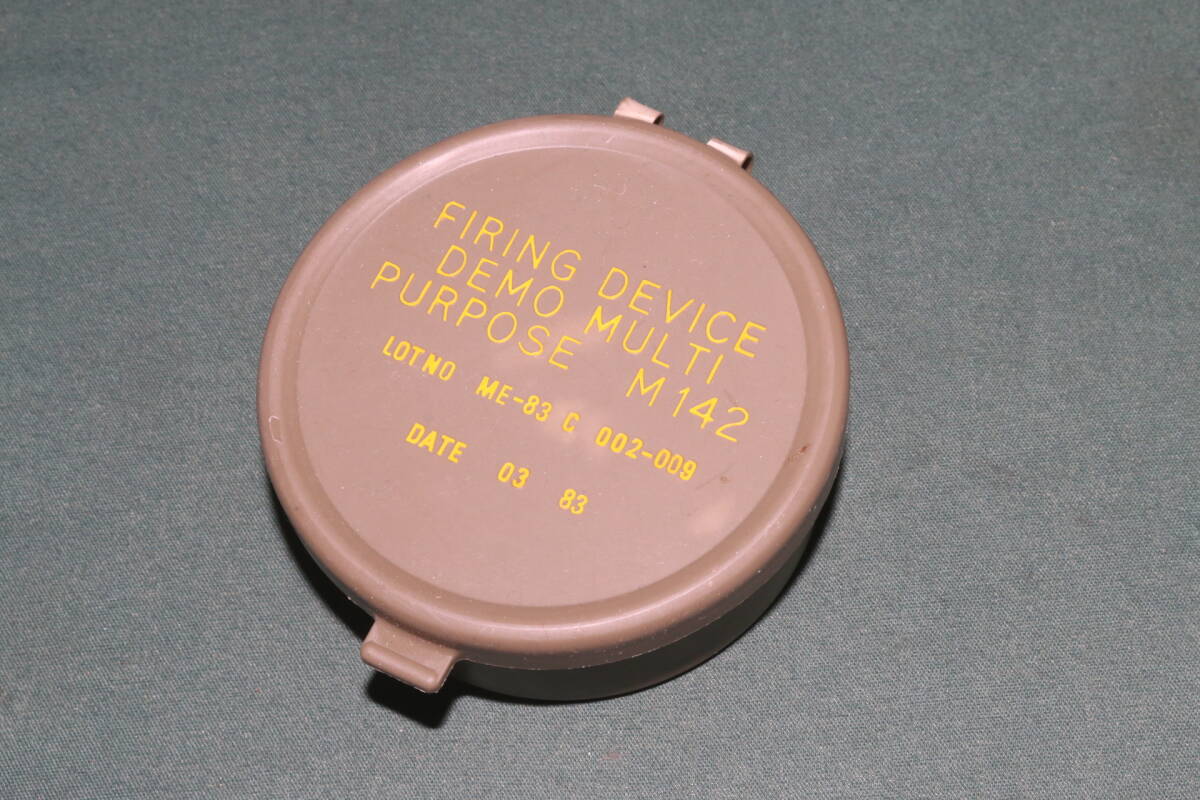 FIRING DEVICE
DEMO MULTI
PURPOSE M142
LOT NO ME-83 C 002-009
DATE 03 83